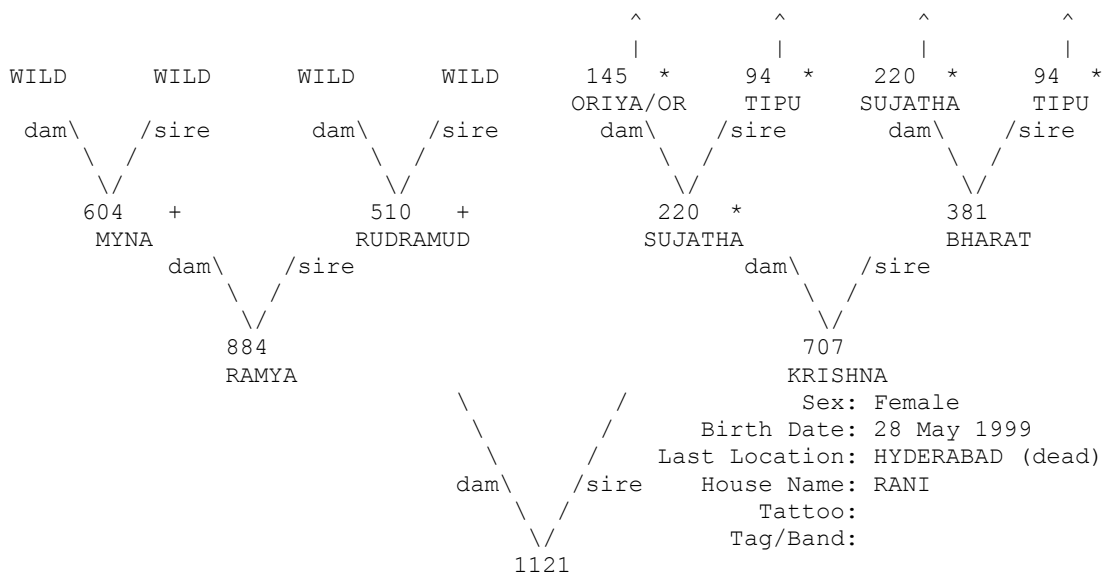 ^ ^ ^ ^
| | | |
WILD WILD WILD WILD 145 * 94 * 220 * 94 *
ORIYA/OR TIPU SUJATHA TIPU
dam\ /sire dam\ /sire dam\ /sire dam\ /sire
\ / \ / \ / \ /
\/ \/ \/ \/
604 + 510 + 220 * 381
MYNA RUDRAMUD SUJATHA BHARAT
dam\ /sire dam\ /sire
\ / \ /
\/ \/
884 707
RAMYA KRISHNA
\ / Sex: Female
\ / Birth Date: 28 May 1999
\ / Last Location: HYDERABAD (dead)
dam\ /sire House Name: RANI
\ / Tattoo:
\/ Tag/Band:
1121